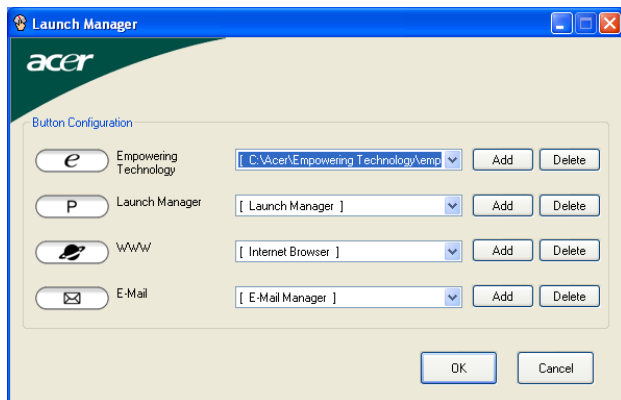 Launch Manager
acer
Button Configuration
e Empowering Technology [ C:\Acer\Empowering Technology\emp Add Delete
P Launch Manager [ Launch Manager ] Add Delete
WWW [ Internet Browser ] Add Delete
E-Mail [ E-Mail Manager ] Add Delete
OK Cancel